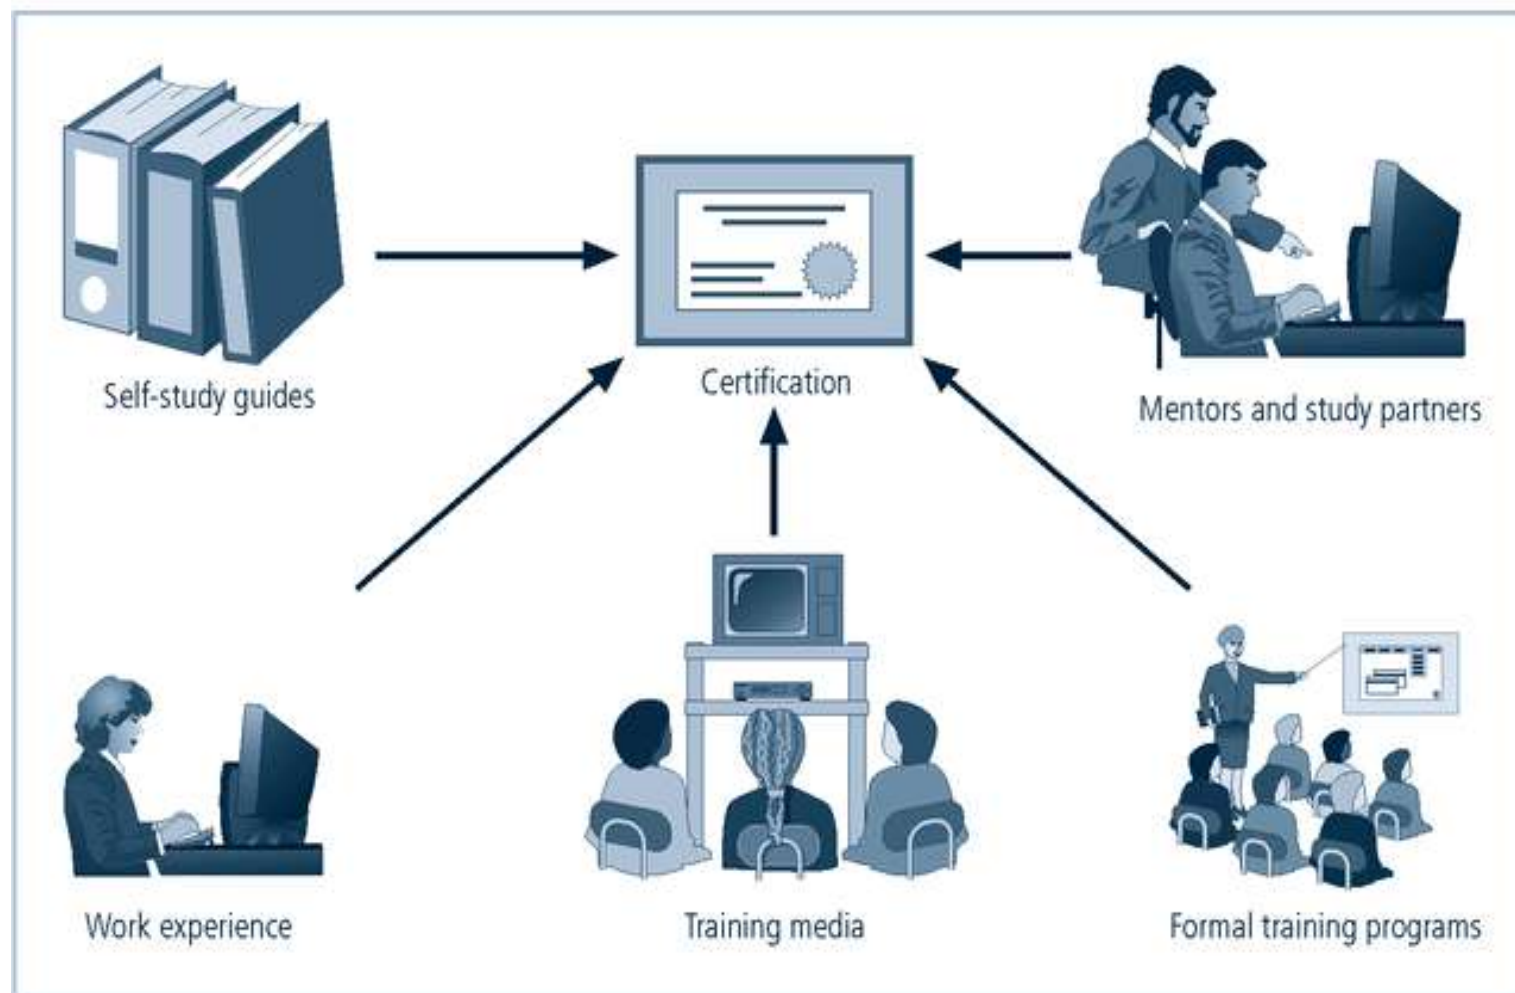 Self-study guides
Certification
Mentors and study partners
Work experience
Training media
Formal training programs